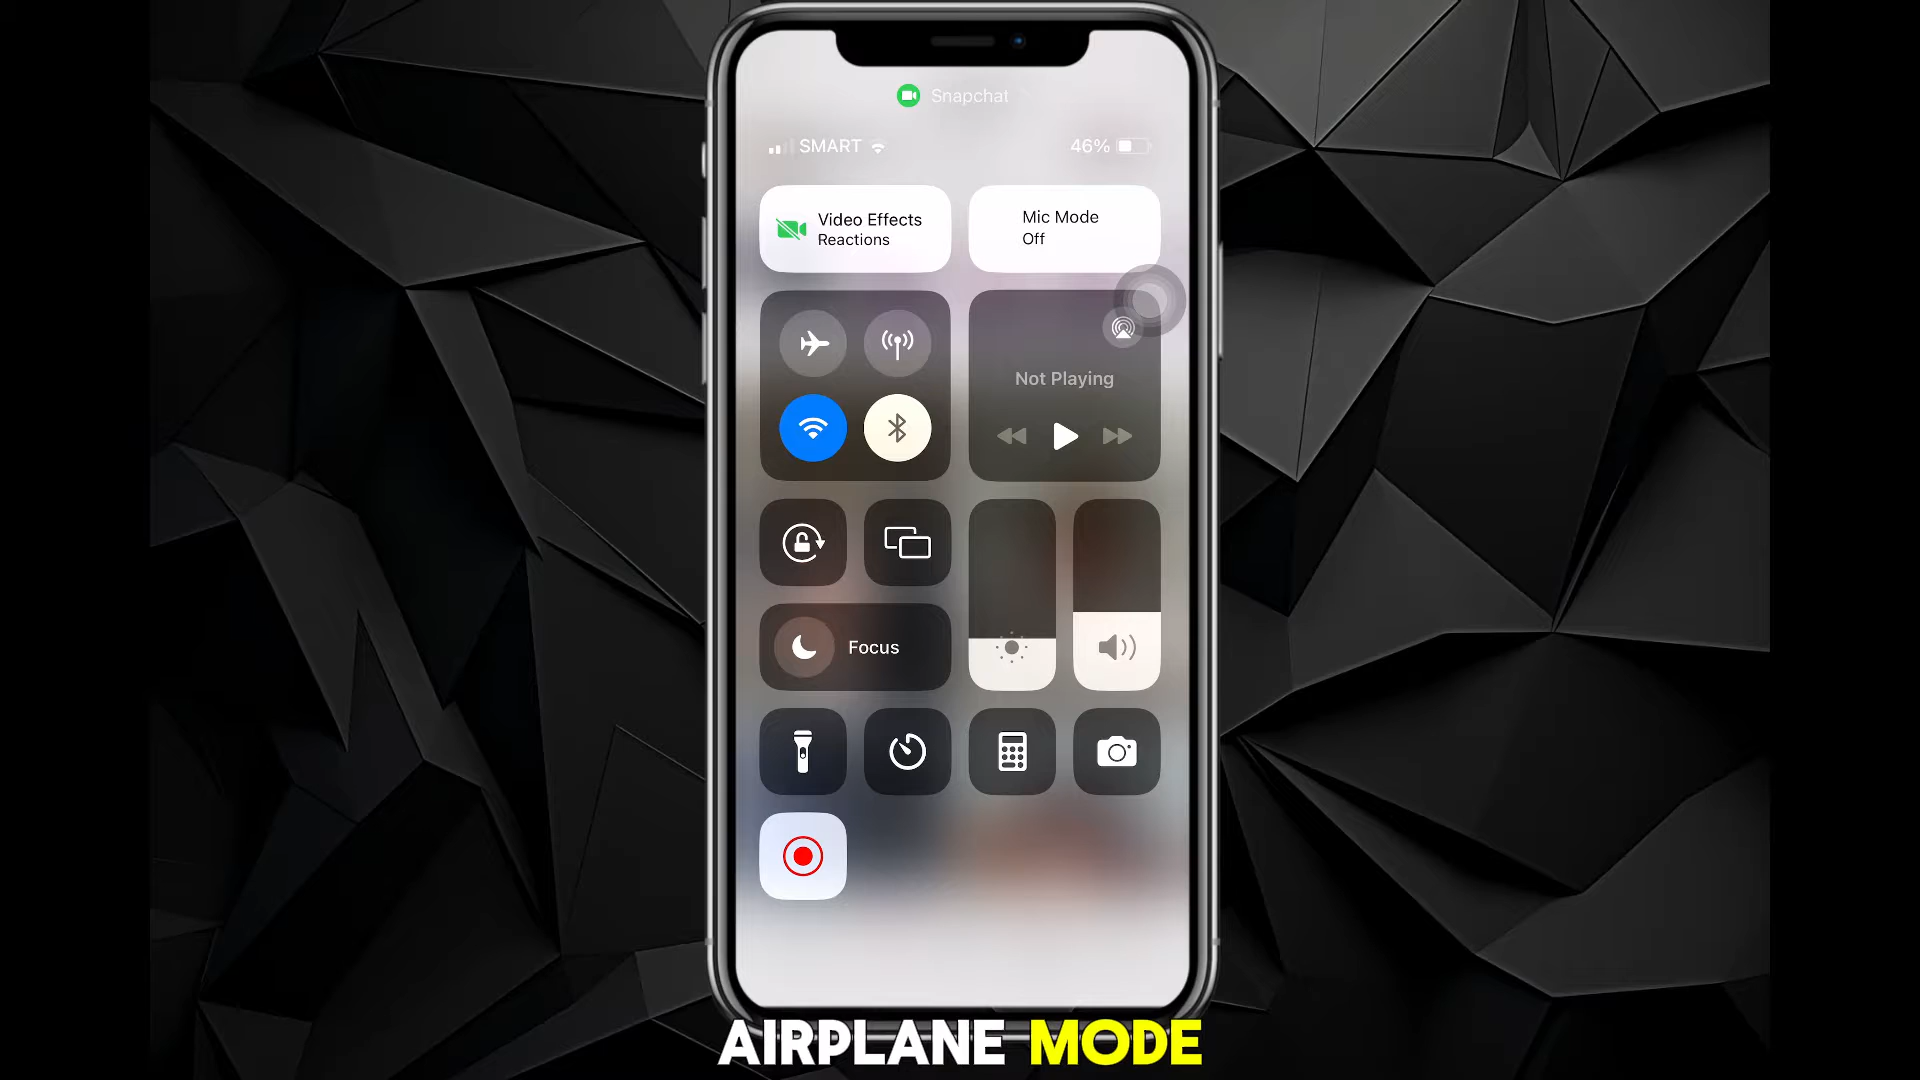 Snapchat
SMART
46%
Video Effects
Reactions
Mic Mode
Off
Not Playing
Focus
AIRPLANE MODE